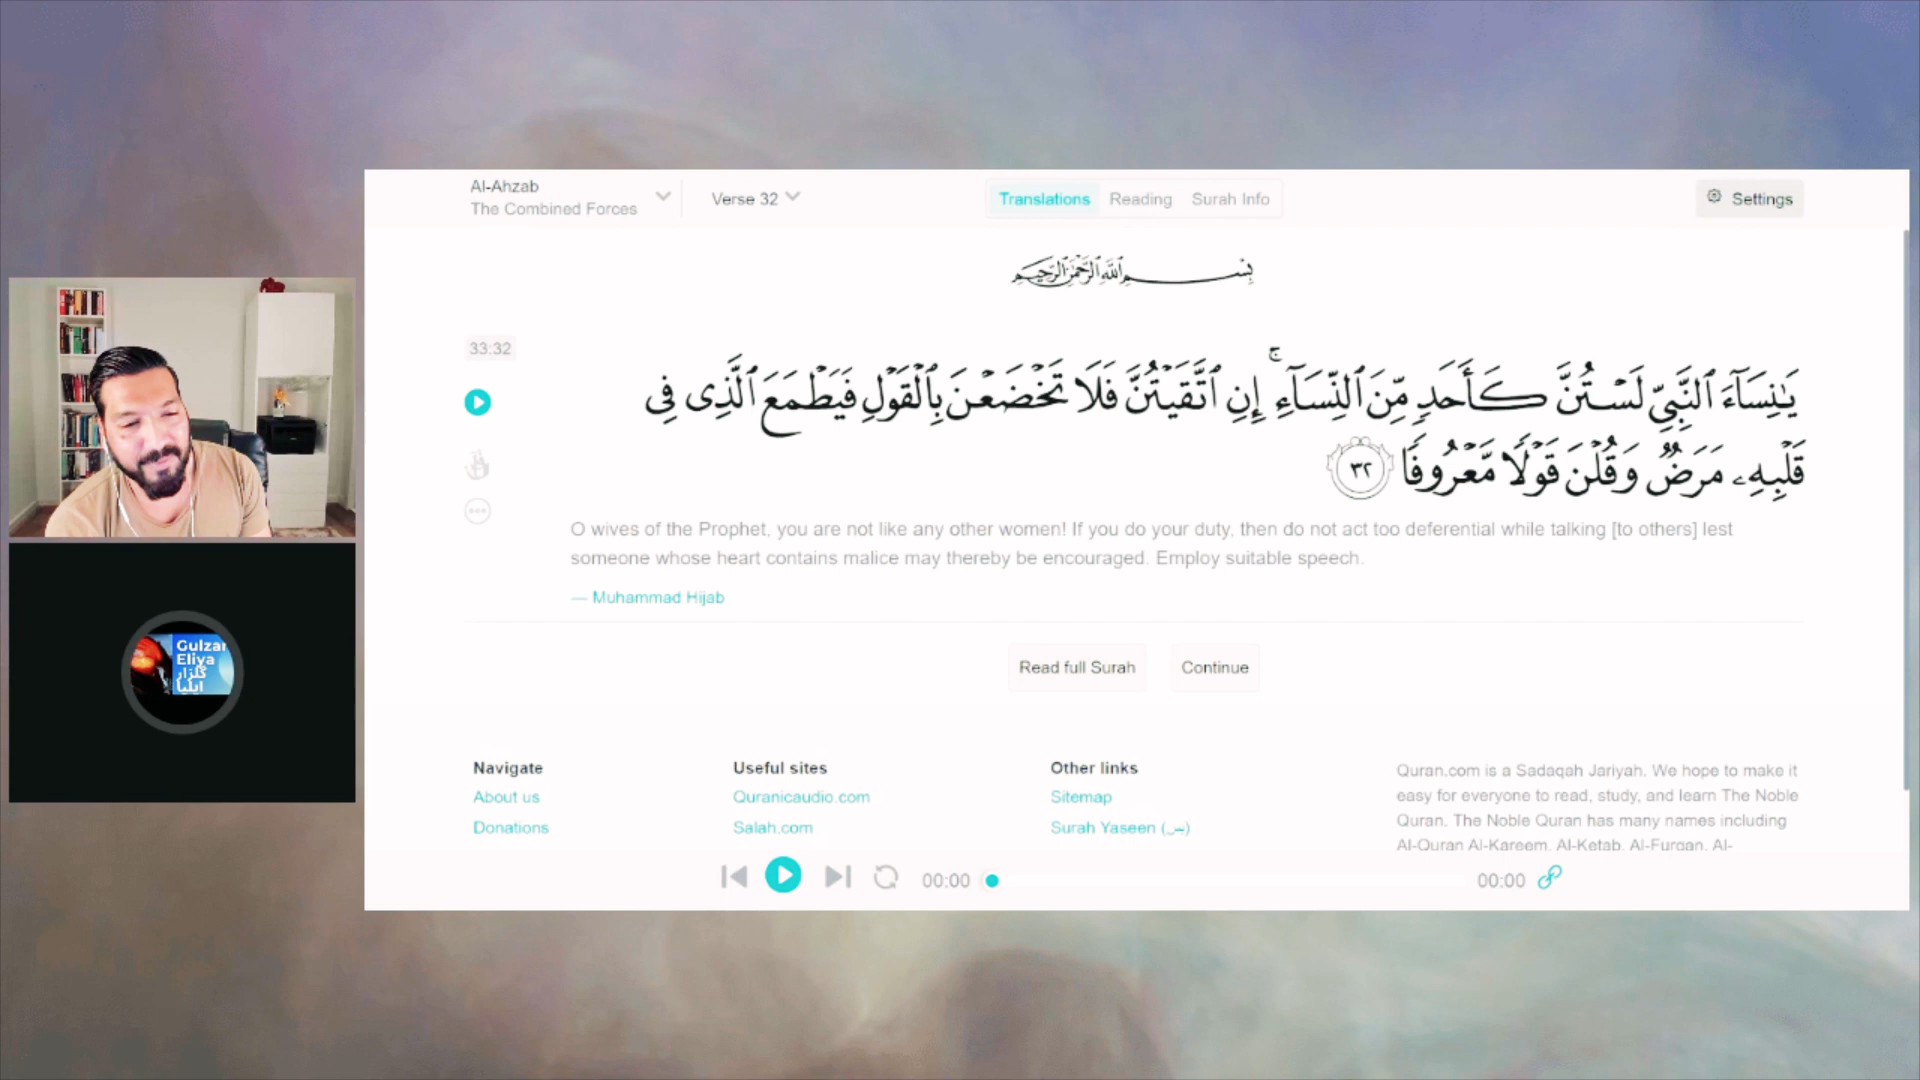 Al-Ahzab
The Combined Forces
Verse 32
Translations
Reading
Surah Info
Settings
بِسْمِ ٱللَّهِ ٱلرَّحْمَٰنِ ٱلرَّحِيمِ
33:32
يَـٰنِسَآءَ ٱلنَّبِىِّ لَسْتُنَّ كَأَحَدٍ مِّنَ ٱلنِّسَآءِ ۚ إِنِ ٱتَّقَيْتُنَّ فَلَا تَخْضَعْنَ بِٱلْقَوْلِ فَيَطْمَعَ ٱلَّذِى فِى
قَلْبِهِۦ مَرَضٌ وَقُلْنَ قَوْلًا مَّعْرُوفًا ٣٢
O wives of the Prophet, you are not like any other women! If you do your duty, then do not act too deferential while talking [to others] lest
someone whose heart contains malice may thereby be encouraged. Employ suitable speech.
— Muhammad Hijab
Read full Surah
Continue
Gulzar
Eliya
گلزار
ایلیا
Navigate
About us
Donations
Useful sites
Quranicaudio.com
Salah.com
Other links
Sitemap
Surah Yaseen (يس)
Quran.com is a Sadaqah Jariyah. We hope to make it
easy for everyone to read, study, and learn The Noble
Quran. The Noble Quran has many names including
Al-Quran Al-Kareem, Al-Ketab, Al-Furqan, Al-
00:00
00:00